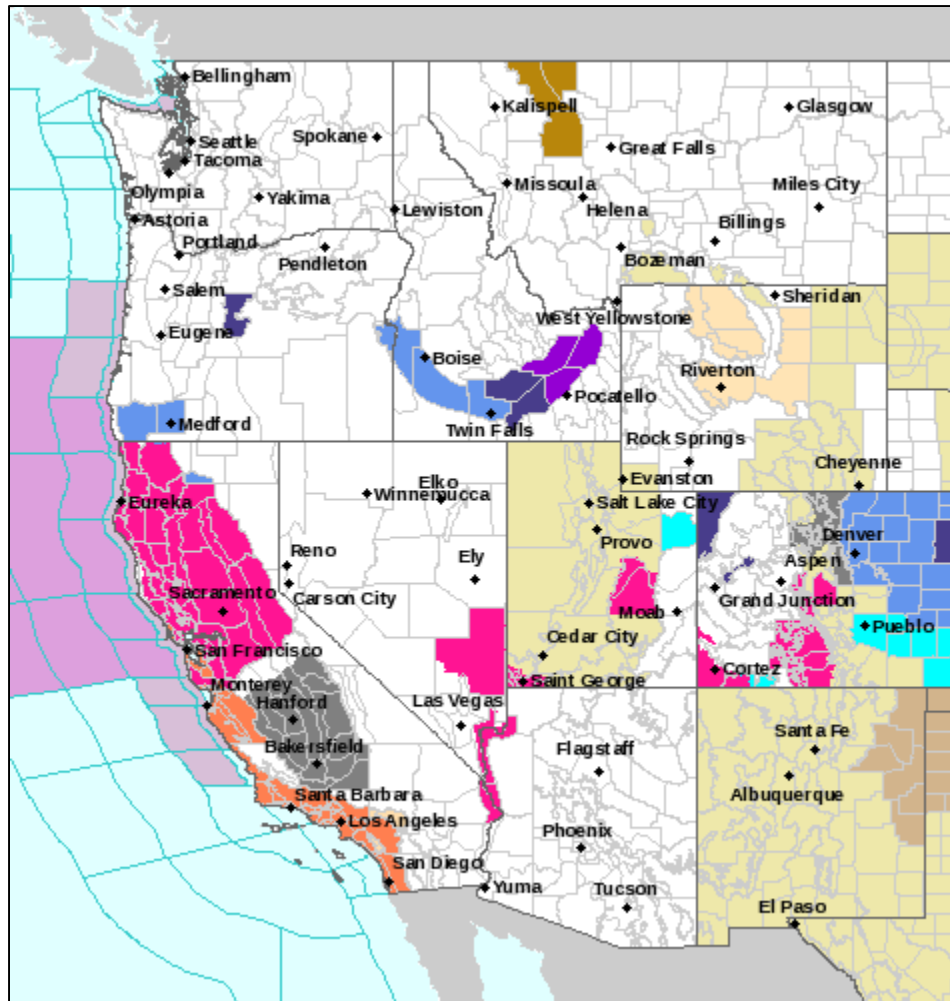 Bellingham
Kalispell
Glasgow
Seattle
Spokane
Great Falls
Tacoma
Missoula
Miles City
Olympia
Yakima
Helena
Lewiston
Astoria
Billings
Portland
Pendleton
Bozeman
Salem
Sheridan
West Yellowstone
Eugene
Boise
Riverton
Pocatello
Medford
Twin Falls
Rock Springs
Cheyenne
Elko
Evanston
Eureka
Winnemucca
Salt Lake City
Reno
Provo
Denver
Ely
Aspen
Sacramento
Carson City
Moab
Grand Junction
Cedar City
Pueblo
San Francisco
Saint George
Cortez
Monterey
Hanford
Las Vegas
Flagstaff
Santa Fe
Bakersfield
Albuquerque
Santa Barbara
Los Angeles
Phoenix
San Diego
Yuma
Tucson
El Paso